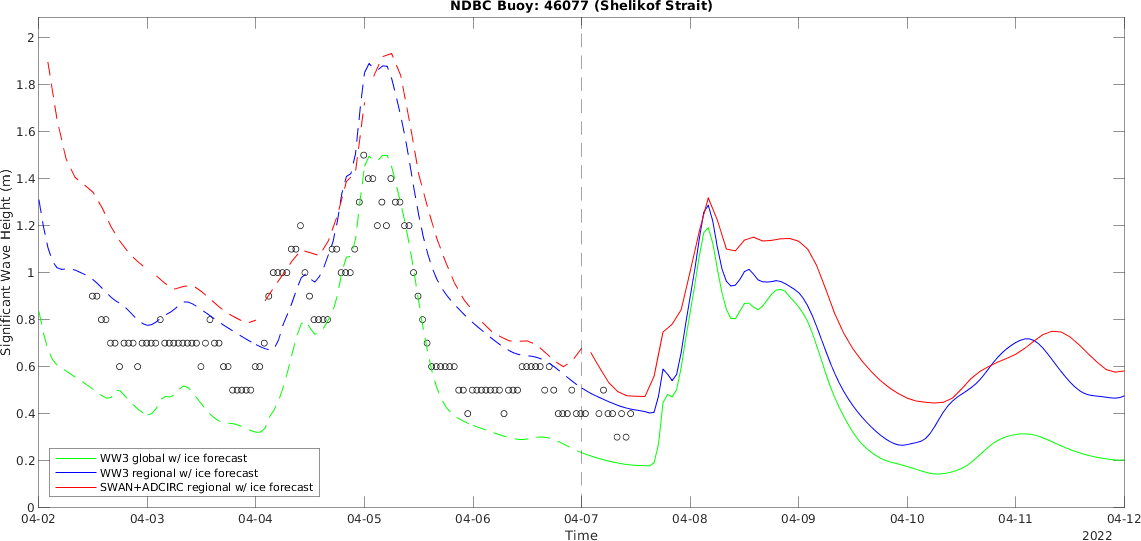 NDBC Buoy: 46077 (Shelikof Strait)
Significant Wave Height (m)
2
1.8
1.6
1.4
1.2
1
0.8
0.6
0.4
0.2
0
WW3 global w/ ice forecast
WW3 regional w/ ice forecast
SWAN+ADCIRC regional w/ ice forecast
04-02 04-03 04-04 04-05 04-06 04-07 04-08 04-09 04-10 04-11 04-12
Time 2022